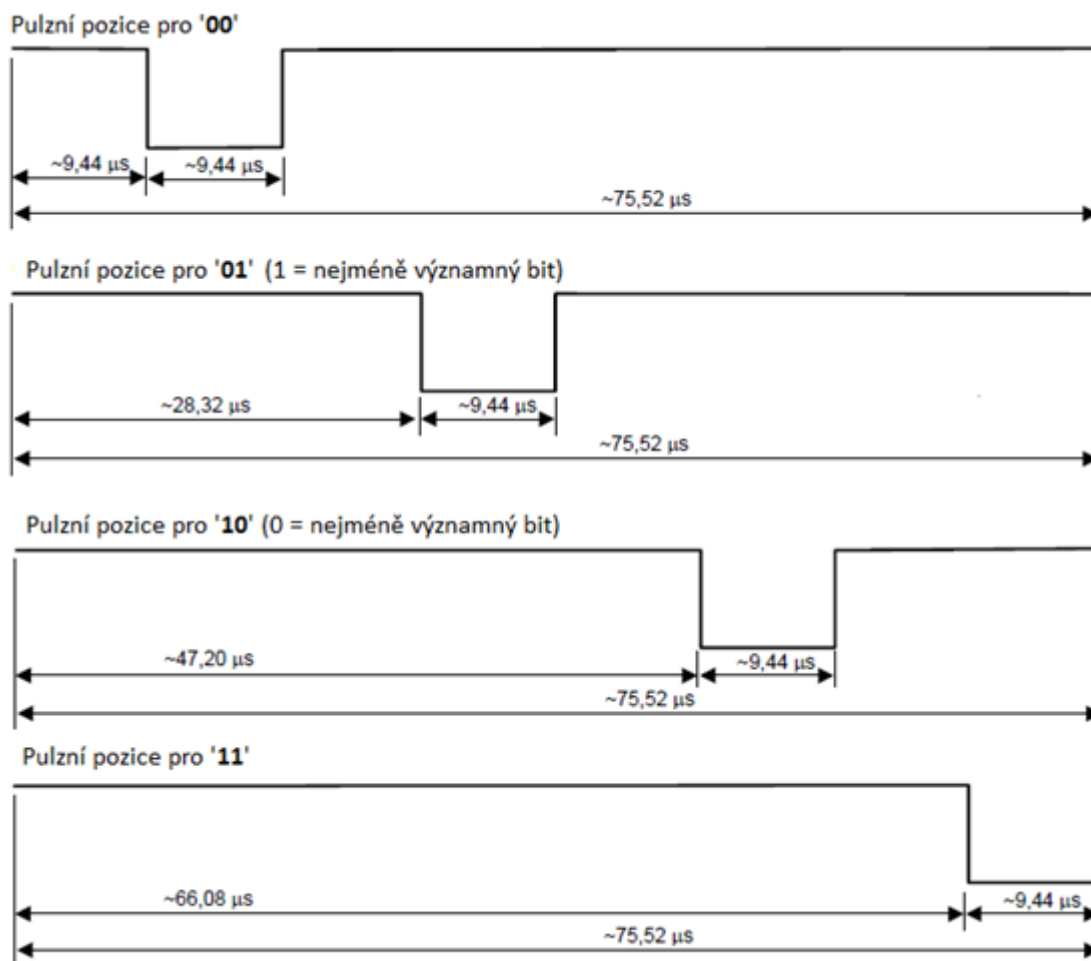 Pulzní pozice pro '00'
~9,44 µs
~9,44 µs
~75,52 µs
Pulzní pozice pro '01' (1 = nejméně významný bit)
~28,32 µs
~9,44 µs
~75,52 µs
Pulzní pozice pro '10' (0 = nejméně významný bit)
~47,20 µs
~9,44 µs
~75,52 µs
Pulzní pozice pro '11'
~66,08 µs
~9,44 µs
~75,52 µs